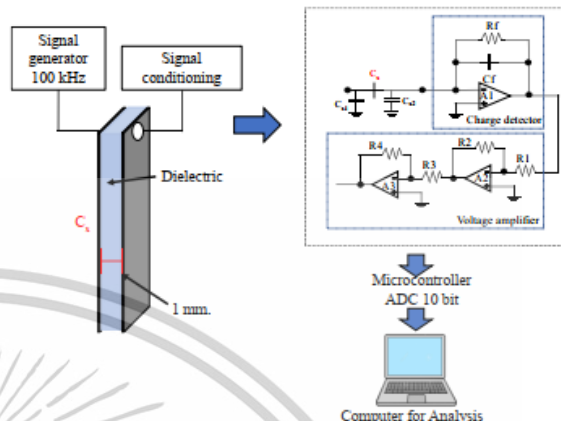 Signal
generator
100 kHz
Signal
conditioning
Dielectric
Cs
1 mm.
Rf
Cf
A1
Charge detector
Cs
Cs1
Cs2
R4
R3
R2
R1
A3
A2
Voltage amplifier
Microcontroller
ADC 10 bit
Computer for Analysis